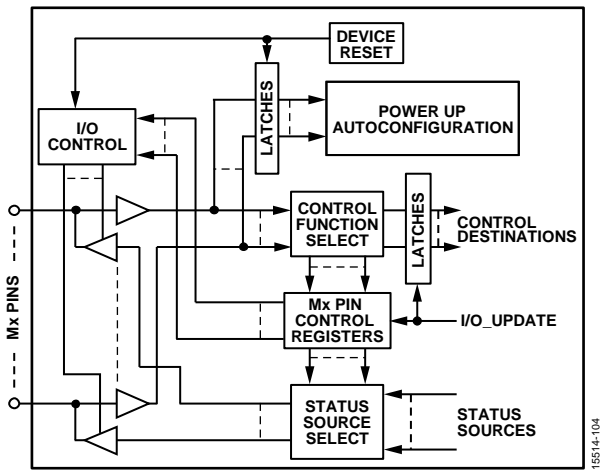 DEVICE
RESET
I/O
CONTROL
LATCHES
POWER UP
AUTOCONFIGURATION
CONTROL
FUNCTION
SELECT
LATCHES
CONTROL
DESTINATIONS
Mx PINS
Mx PIN
CONTROL
REGISTERS
I/O_UPDATE
STATUS
SOURCE
SELECT
STATUS
SOURCES
15514-104